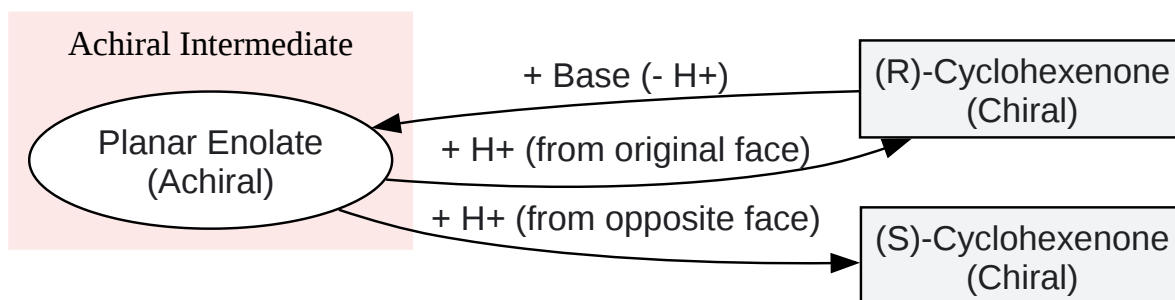 Achiral Intermediate
Planar Enolate
(Achiral)
+ Base (- H+)
+ H+ (from original face)
+ H+ (from opposite face)
(R)-Cyclohexenone
(Chiral)
(S)-Cyclohexenone
(Chiral)